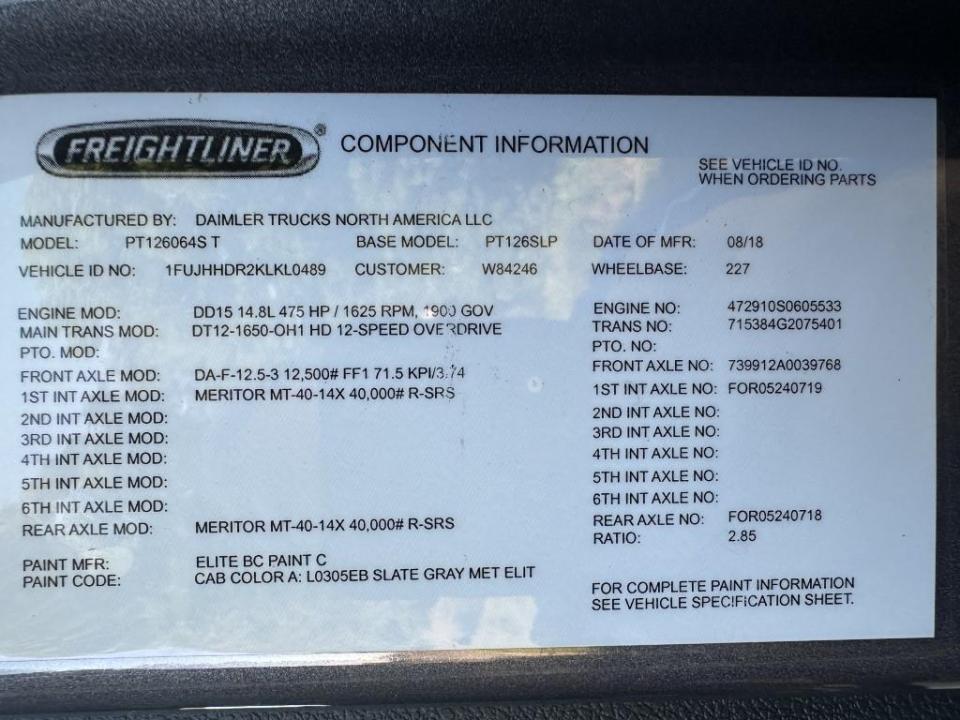 FREIGHTLINER ® COMPONENT INFORMATION
SEE VEHICLE ID NO.
WHEN ORDERING PARTS
MANUFACTURED BY: DAIMLER TRUCKS NORTH AMERICA LLC
MODEL: PT126064S T BASE MODEL: PT126SLP DATE OF MFR: 08/18
VEHICLE ID NO: 1FUJHHDR2KLKL0489 CUSTOMER: W84246 WHEELBASE: 227
ENGINE MOD: DD15 14.8L 475 HP / 1625 RPM, 1900 GOV ENGINE NO: 472910S0605533
MAIN TRANS MOD: DT12-1650-OH1 HD 12-SPEED OVERDRIVE TRANS NO: 715384G2075401
PTO. MOD: PTO. NO:
FRONT AXLE MOD: DA-F-12.5-3 12,500# FF1 71.5 KPI/3.74 FRONT AXLE NO: 739912A0039768
1ST INT AXLE MOD: MERITOR MT-40-14X 40,000# R-SRS 1ST INT AXLE NO: FOR05240719
2ND INT AXLE MOD: 2ND INT AXLE NO:
3RD INT AXLE MOD: 3RD INT AXLE NO:
4TH INT AXLE MOD: 4TH INT AXLE NO:
5TH INT AXLE MOD: 5TH INT AXLE NO:
6TH INT AXLE MOD: 6TH INT AXLE NO:
REAR AXLE MOD: MERITOR MT-40-14X 40,000# R-SRS REAR AXLE NO: FOR05240718
RATIO: 2.85
PAINT MFR: ELITE BC PAINT C
PAINT CODE: CAB COLOR A: L0305EB SLATE GRAY MET ELIT
FOR COMPLETE PAINT INFORMATION
SEE VEHICLE SPECIFICATION SHEET.